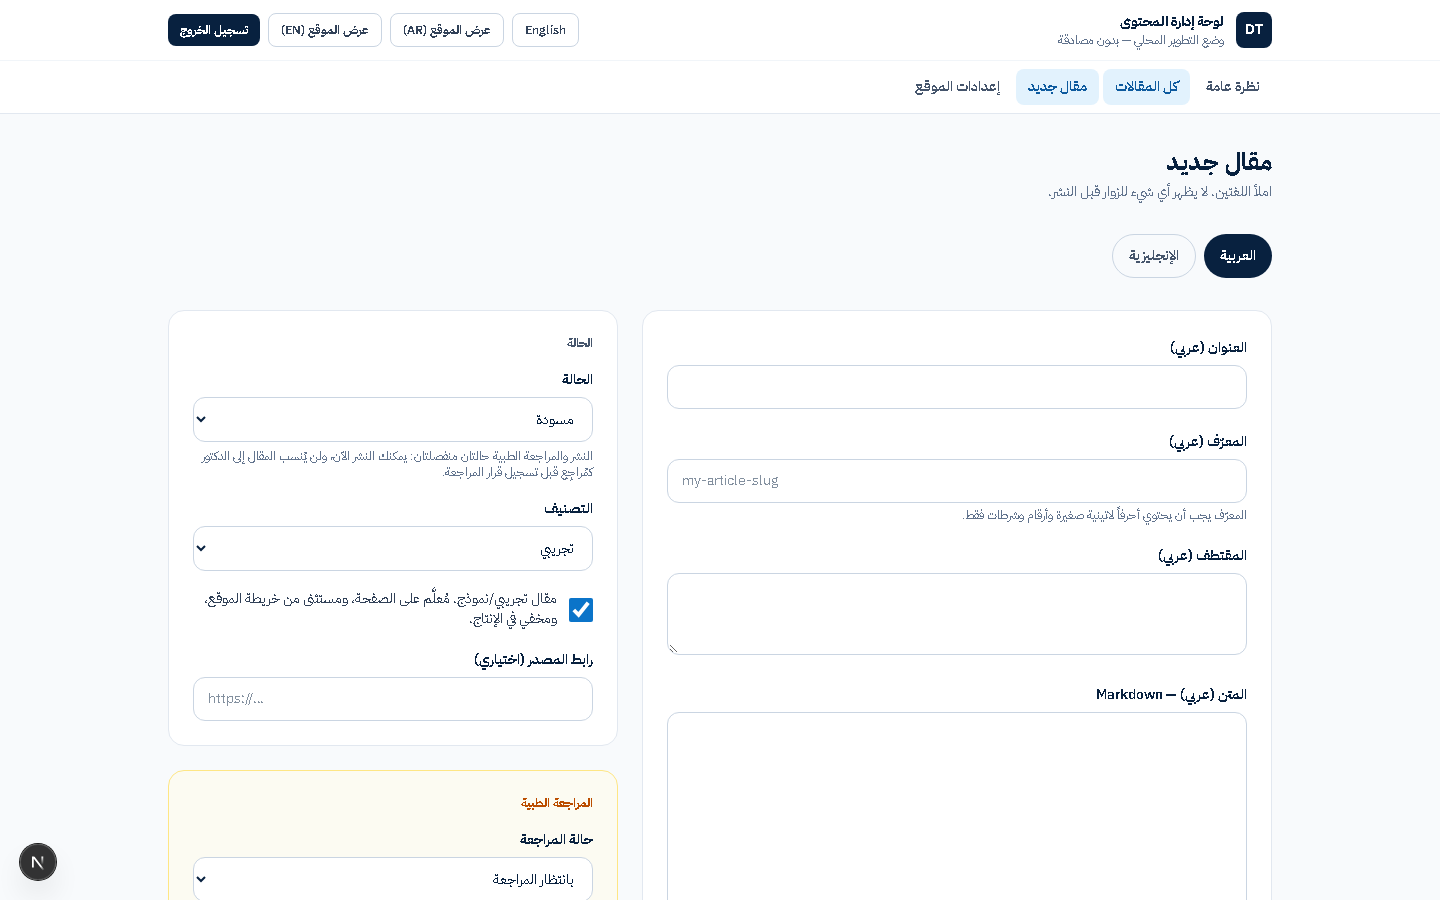 DT
لوحة إدارة المحتوى
وضع التطوير المحلي — بدون مصادقة
English
عرض الموقع (AR)
عرض الموقع (EN)
تسجيل الخروج
نظرة عامة
كل المقالات
مقال جديد
إعدادات الموقع
مقال جديد
املأ اللغتين. لا يظهر أي شيء للزوار قبل النشر.
العربية
الإنجليزية
العنوان (عربي)
المعرّف (عربي)
my-article-slug
المعرّف يجب أن يحتوي أحرفاً لاتينية صغيرة وأرقام وشرطات فقط.
المقتطف (عربي)
المتن (عربي) — Markdown
الحالة
الحالة
مسودة
النشر والمراجعة الطبية حالتان منفصلتان: يمكنك النشر الآن، ولن يُنسب المقال إلى الدكتور
كمُراجِع قبل تسجيل قرار المراجعة.
التصنيف
تجريبي
مقال تجريبي/نموذج. مُعلَّم على الصفحة، ومستثنى من خريطة الموقع،
ومخفي في الإنتاج.
رابط المصدر (اختياري)
https://...
المراجعة الطبية
حالة المراجعة
بانتظار المراجعة
N